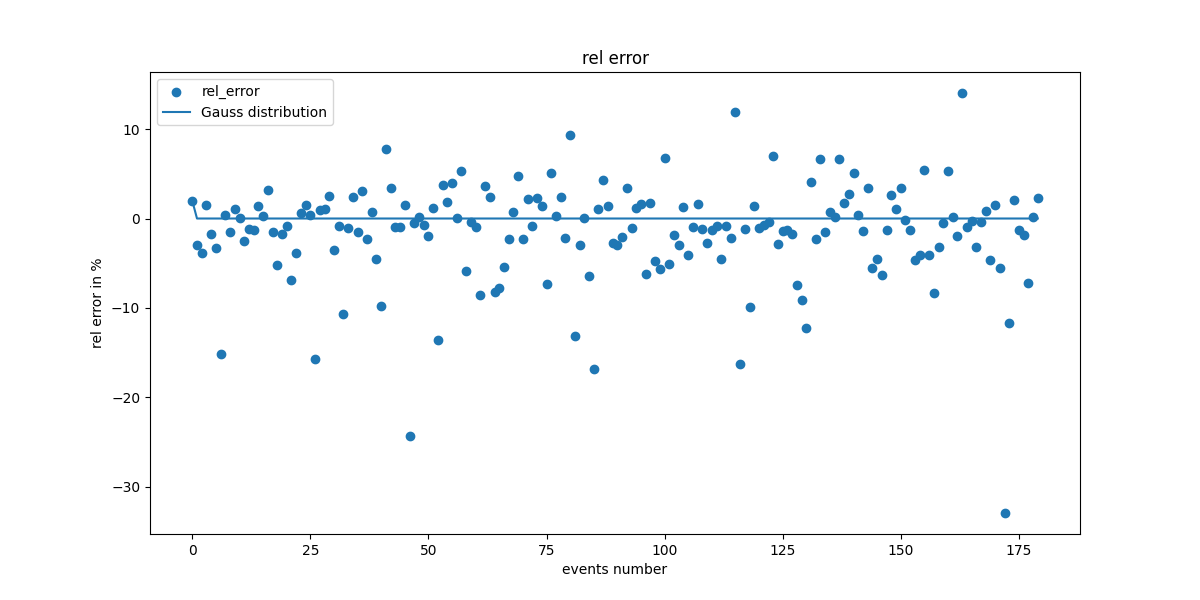 rel error
rel_error
Gauss distribution
rel error in %
10
0
−10
−20
−30
0
25
50
75
100
125
150
175
events number